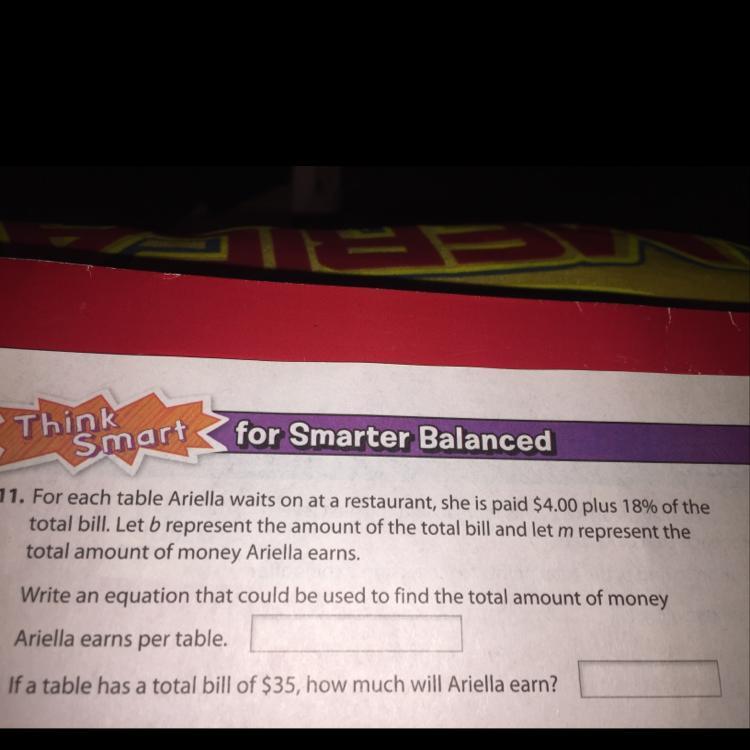 Think
Smart
for Smarter Balanced
11. For each table Ariella waits on at a restaurant, she is paid $4.00 plus 18% of the
total bill. Let b represent the amount of the total bill and let m represent the
total amount of money Ariella earns.
Write an equation that could be used to find the total amount of money
Ariella earns per table.
If a table has a total bill of $35, how much will Ariella earn?